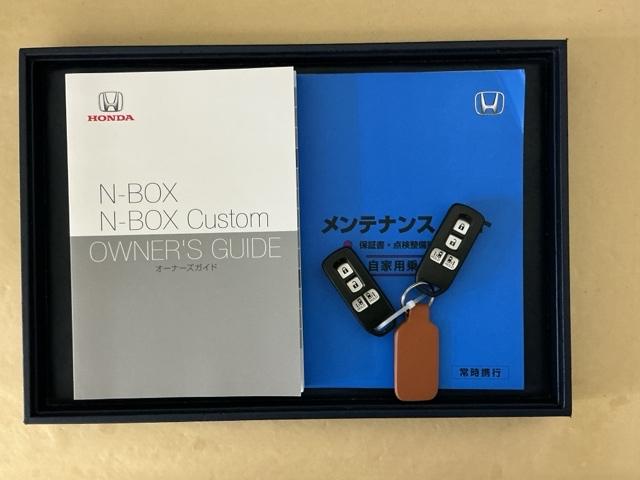 HONDA
N-BOX
N-BOX Custom
OWNER'S GUIDE
オーナーズガイド
メンテナンス
保証書・点検整備
自家用乗
常時携行